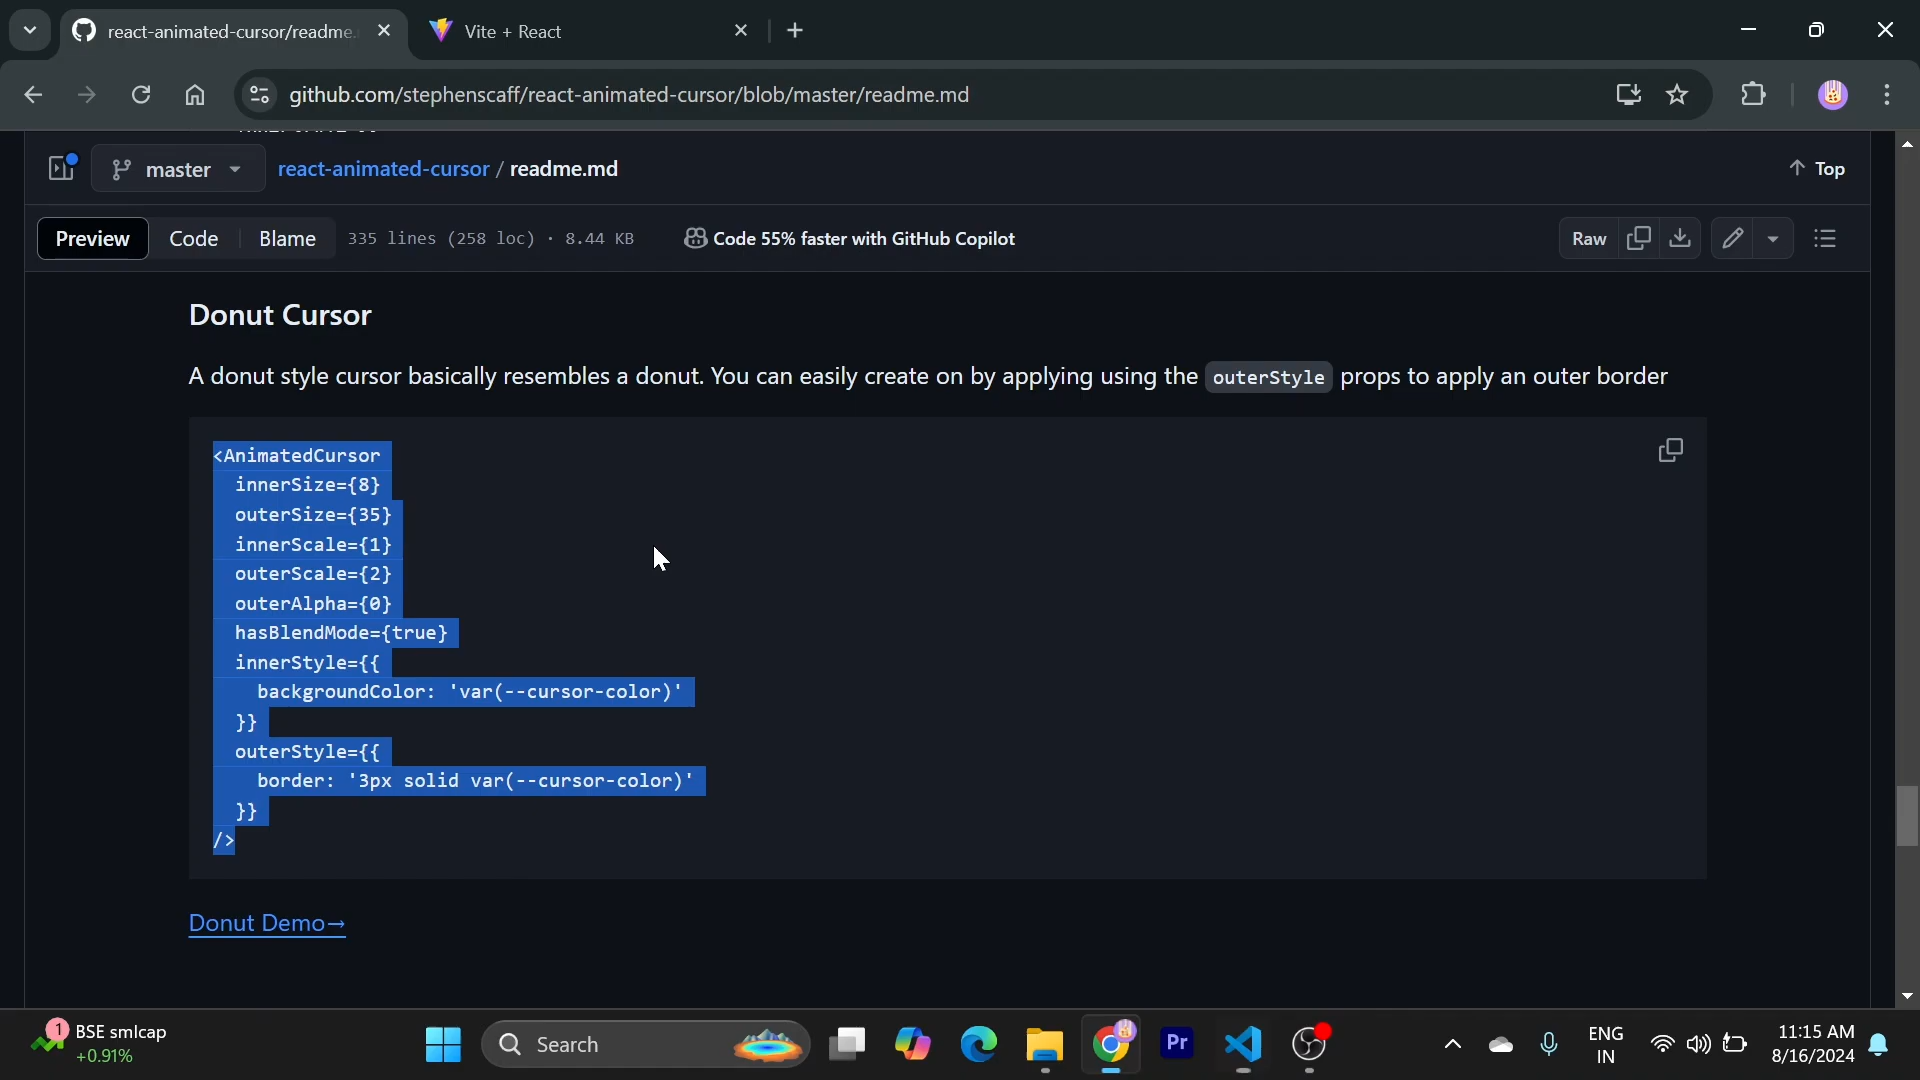 react-animated-cursor/readme.
Vite + React
github.com/stephenscaff/react-animated-cursor/blob/master/readme.md
master
react-animated-cursor / readme.md
Top
Preview
Code
Blame
335 lines (258 loc) · 8.44 KB
Code 55% faster with GitHub Copilot
Raw
Donut Cursor
A donut style cursor basically resembles a donut. You can easily create on by applying using the outerStyle props to apply an outer border
<AnimatedCursor
  innerSize={8}
  outerSize={35}
  innerScale={1}
  outerScale={2}
  outerAlpha={0}
  hasBlendMode={true}
  innerStyle={{
    backgroundColor: 'var(--cursor-color)'
  }}
  outerStyle={{
    border: '3px solid var(--cursor-color)'
  }}
/>
Donut Demo→
1
BSE smlcap
+0.91%
Search
Pr
ENG
IN
11:15 AM
8/16/2024